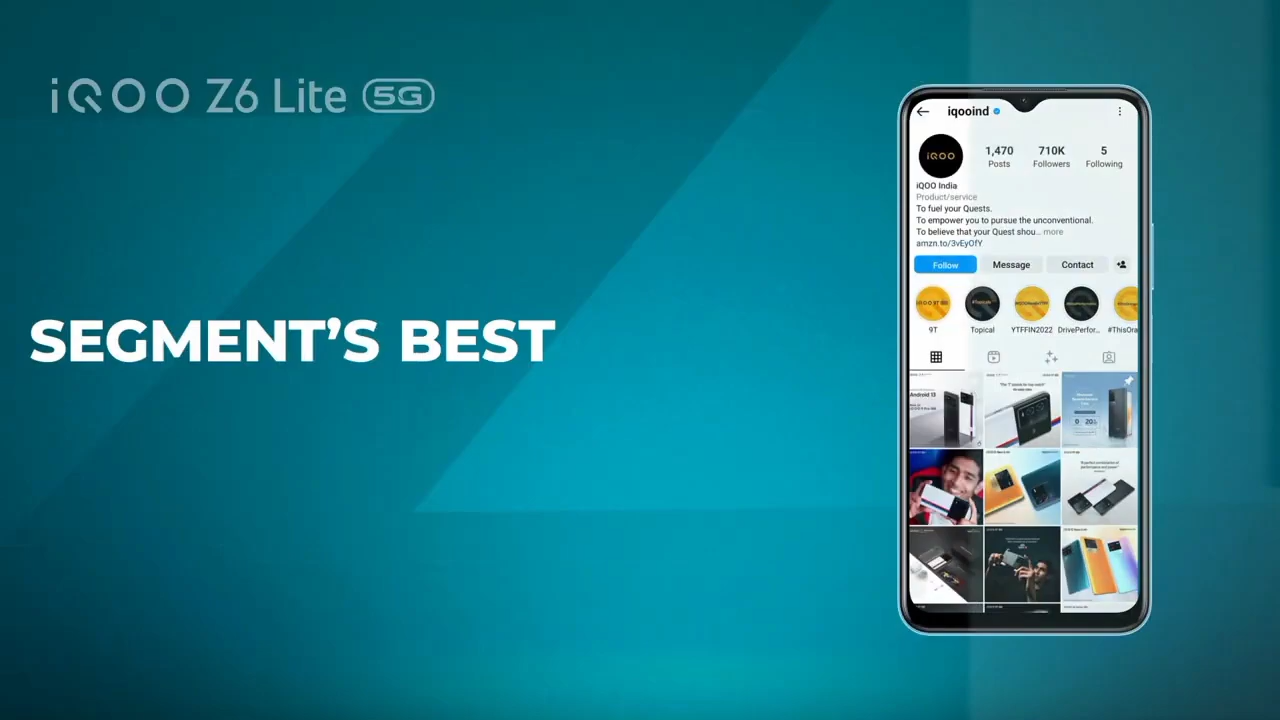 iQOO Z6 Lite 5G
SEGMENT'S BEST
iqooind
iQOO
1,470
Posts
710K
Followers
5
Following
iQOO India
Product/service
To fuel your Quests.
To empower you to pursue the unconventional.
To believe that your Quest shou... more
amzn.to/3vEyOfY
Follow
Message
Contact
9T
Topical
YTFFIN2022
DrivePerfor...
#ThisOra
Android 13